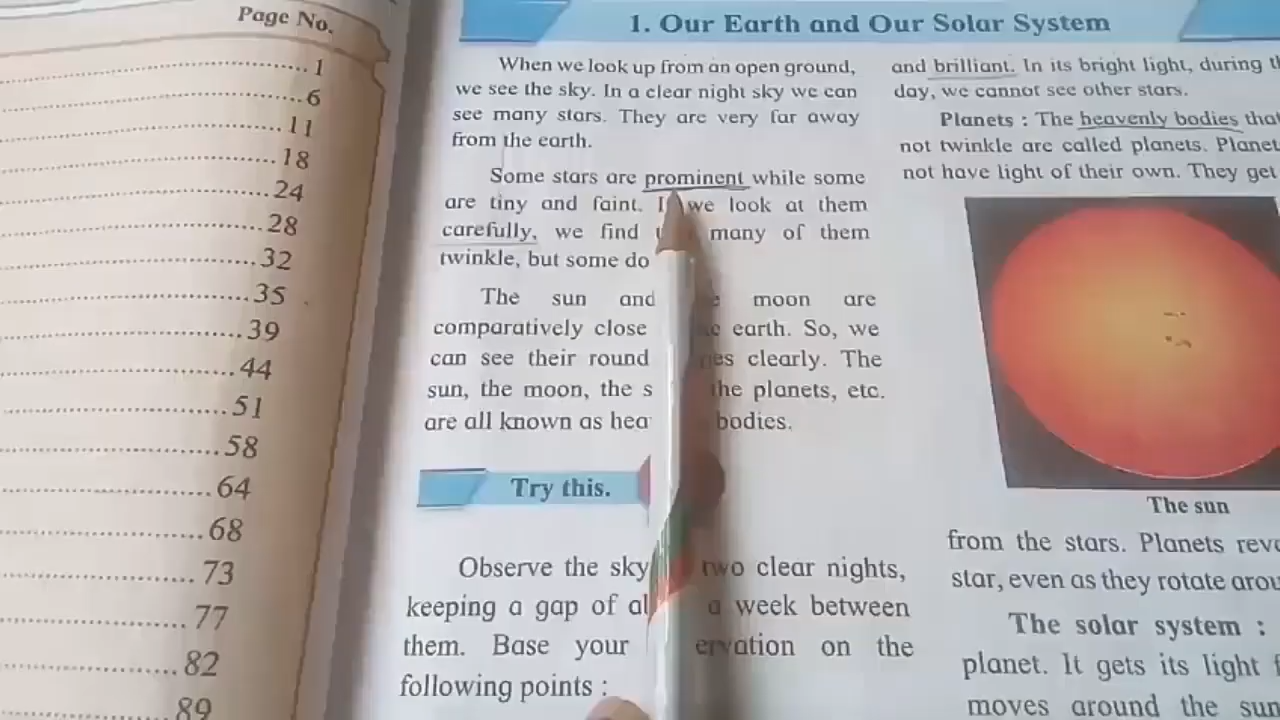 Page No.
1
6
11
18
24
28
32
35
39
44
51
58
64
68
73
77
82
89
1. Our Earth and Our Solar System
When we look up from an open ground,
we see the sky. In a clear night sky we can
see many stars. They are very far away
from the earth.
Some stars are prominent while some
are tiny and faint. we look at them
carefully, we find many of them
twinkle, but some do
The sun and moon are
comparatively close earth. So, we
can see their round clearly. The
sun, the moon, the the planets, etc.
are all known as bodies.
Try this.
Observe the sky two clear nights,
keeping a gap of a week between
them. Base your on the
following points :
and brilliant. In its bright light, during
day, we cannot see other stars.
Planets : The heavenly bodies that
not twinkle are called planets.
not have light of their own. They get
The sun
from the stars. Planets
star, even as they rotate
The solar system :
planet. It gets its light
moves around the sun